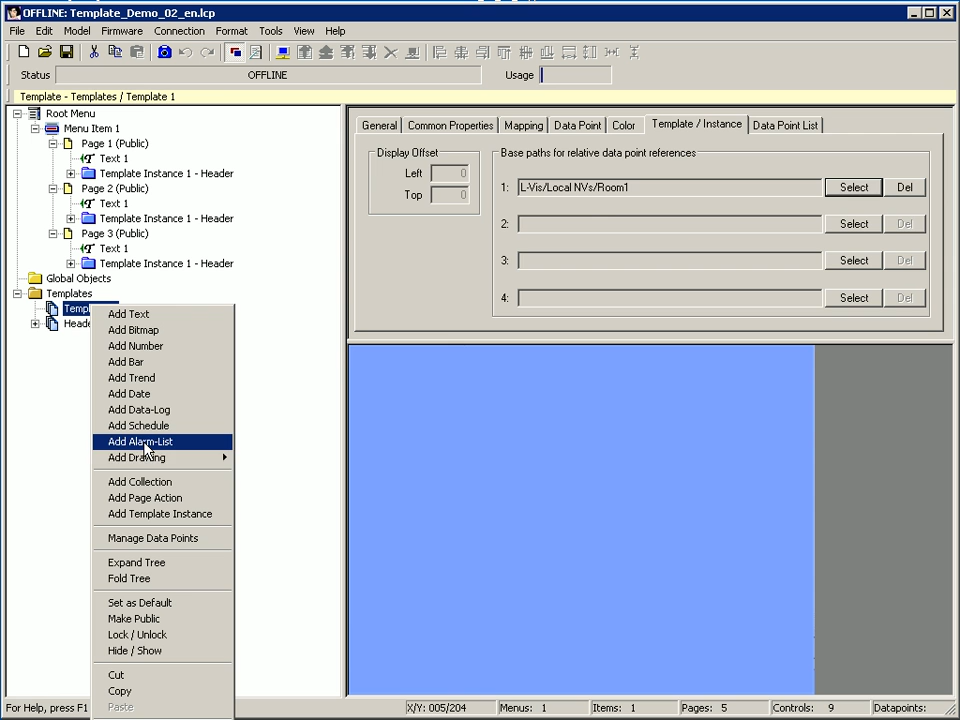 OFFLINE: Template_Demo_02_en.lcp
File Edit Model Firmware Connection Format Tools View Help
Status OFFLINE Usage
Template - Templates / Template 1
Root Menu
Menu Item 1
Page 1 (Public)
Text 1
Template Instance 1 - Header
Page 2 (Public)
Text 1
Template Instance 1 - Header
Page 3 (Public)
Text 1
Template Instance 1 - Header
Global Objects
Templates
Temp
Heade
Add Text
Add Bitmap
Add Number
Add Bar
Add Trend
Add Date
Add Data-Log
Add Schedule
Add Alarm-List
Add Drawing
Add Collection
Add Page Action
Add Template Instance
Manage Data Points
Expand Tree
Fold Tree
Set as Default
Make Public
Lock / Unlock
Hide / Show
Cut
Copy
Paste
General Common Properties Mapping Data Point Color Template / Instance Data Point List
Display Offset
Left 0
Top 0
Base paths for relative data point references
1: L-Vis/Local NVs/Room1 Select Del
2: Select Del
3: Select Del
4: Select Del
For Help, press F1 X/Y: 005/204 Menus: 1 Items: 1 Pages: 5 Controls: 9 Datapoints: